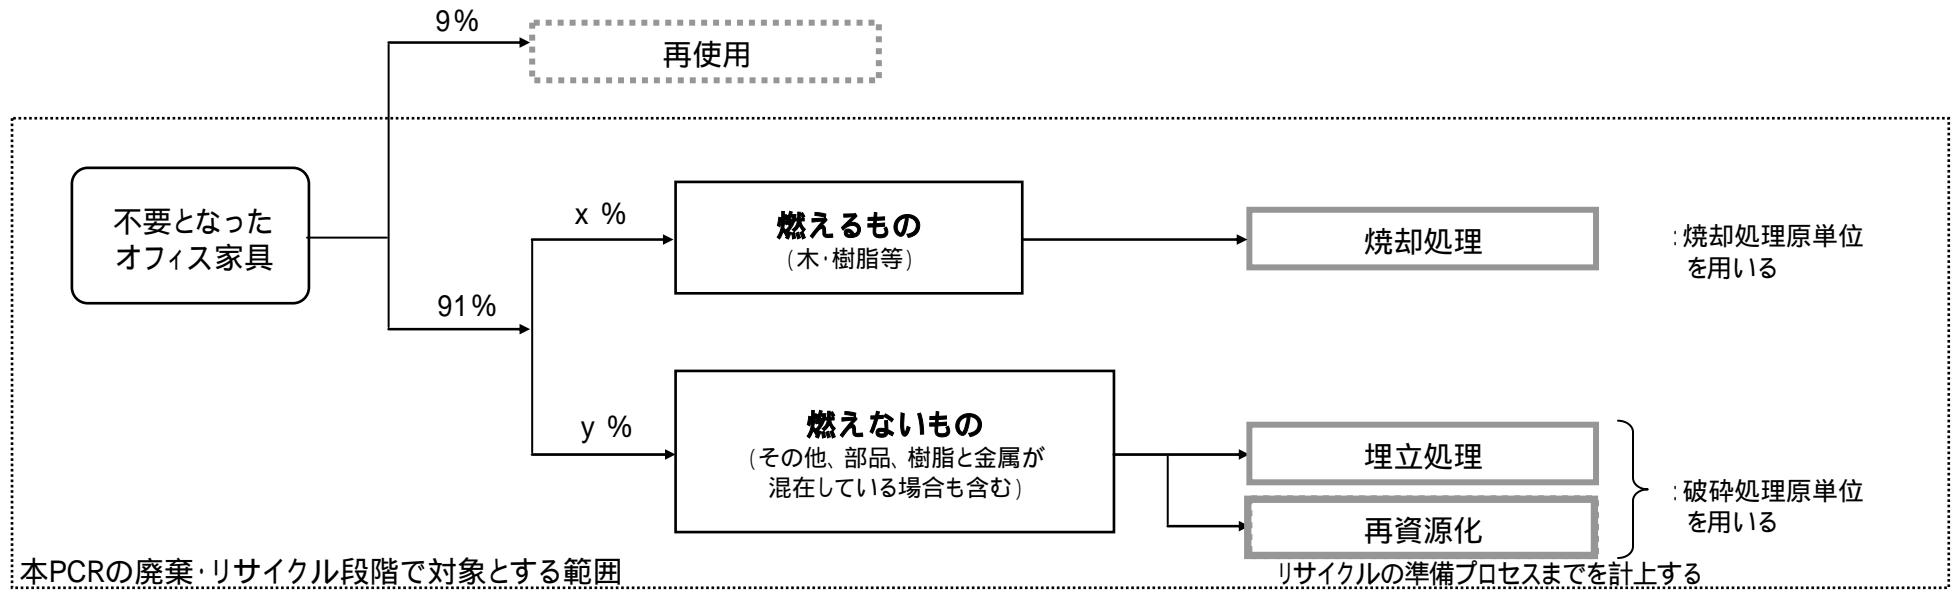 9%
再使用
不要となった
オフィス家具
x %
燃えるもの
(木・樹脂等)
焼却処理
:焼却処理原単位
を用いる
91%
y %
燃えないもの
(その他、部品、樹脂と金属が
混在している場合も含む)
埋立処理
再資源化
:破砕処理原単位
を用いる
本PCRの廃棄・リサイクル段階で対象とする範囲
リサイクルの準備プロセスまでを計上する